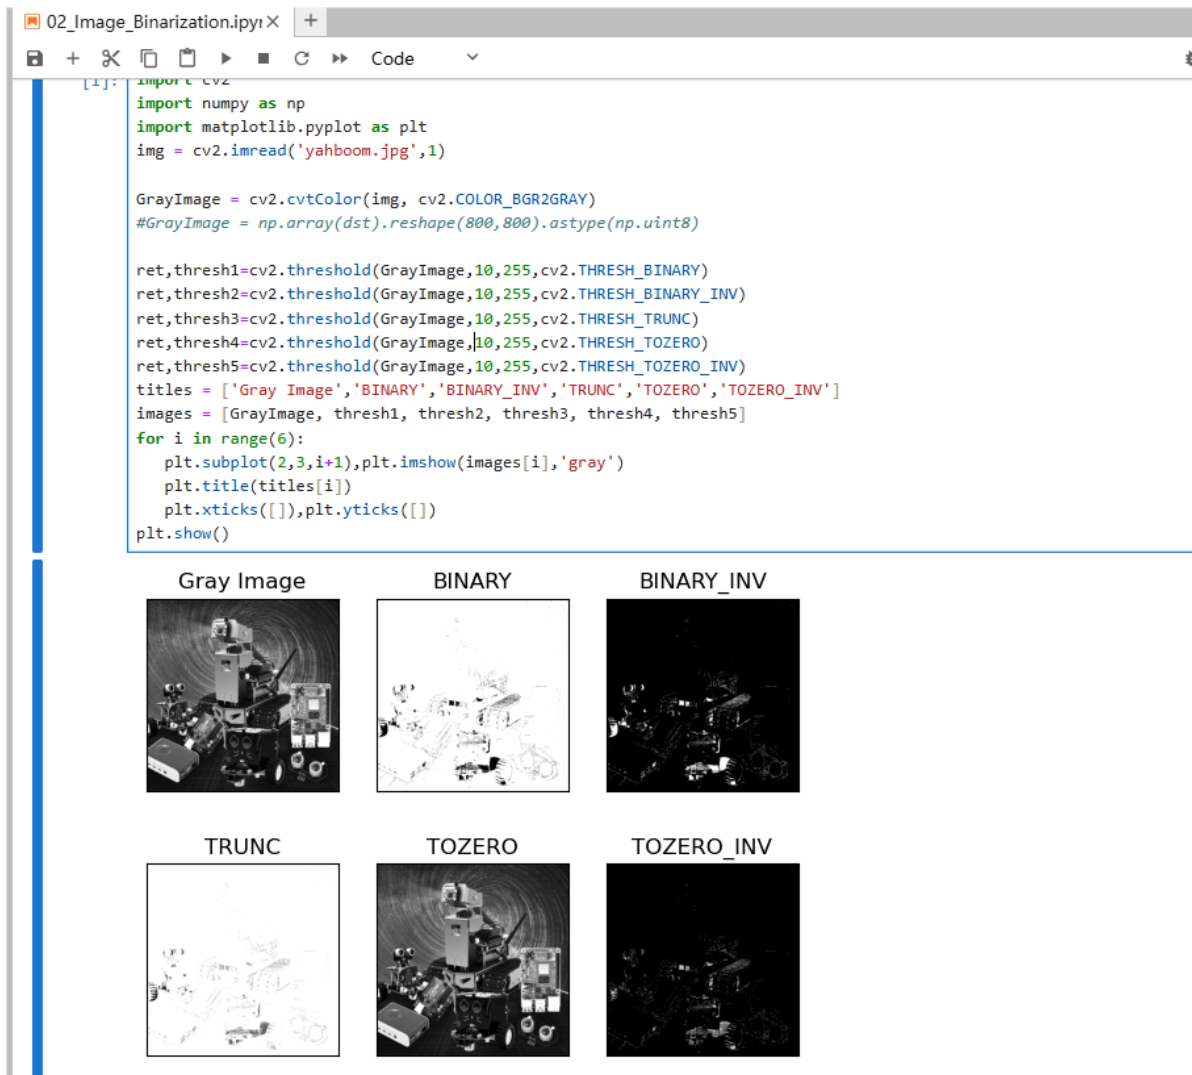 02_Image_Binarization.ipyr
Code
[1]:
import cv2
import numpy as np
import matplotlib.pyplot as plt
img = cv2.imread('yahboom.jpg',1)
GrayImage = cv2.cvtColor(img, cv2.COLOR_BGR2GRAY)
#GrayImage = np.array(dst).reshape(800,800).astype(np.uint8)
ret,thresh1=cv2.threshold(GrayImage,10,255,cv2.THRESH_BINARY)
ret,thresh2=cv2.threshold(GrayImage,10,255,cv2.THRESH_BINARY_INV)
ret,thresh3=cv2.threshold(GrayImage,10,255,cv2.THRESH_TRUNC)
ret,thresh4=cv2.threshold(GrayImage,10,255,cv2.THRESH_TOZERO)
ret,thresh5=cv2.threshold(GrayImage,10,255,cv2.THRESH_TOZERO_INV)
titles = ['Gray Image','BINARY','BINARY_INV','TRUNC','TOZERO','TOZERO_INV']
images = [GrayImage, thresh1, thresh2, thresh3, thresh4, thresh5]
for i in range(6):
   plt.subplot(2,3,i+1),plt.imshow(images[i],'gray')
   plt.title(titles[i])
   plt.xticks([]),plt.yticks([])
plt.show()
Gray Image BINARY BINARY_INV
TRUNC TOZERO TOZERO_INV